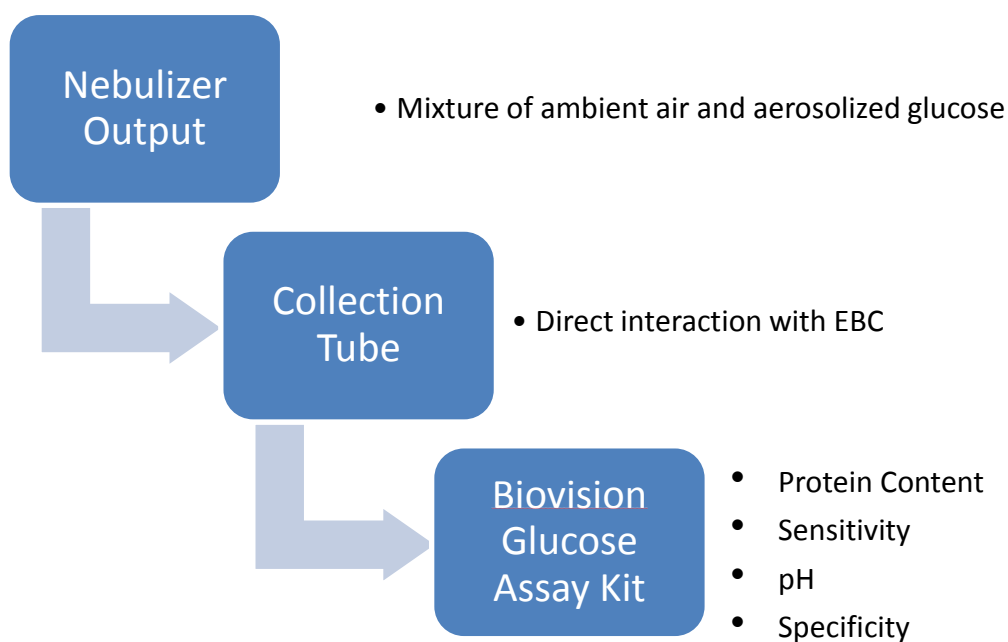 Nebulizer
Output
• Mixture of ambient air and aerosolized glucose
Collection
Tube
• Direct interaction with EBC
Biovision
Glucose
Assay Kit
• Protein Content
• Sensitivity
• pH
• Specificity